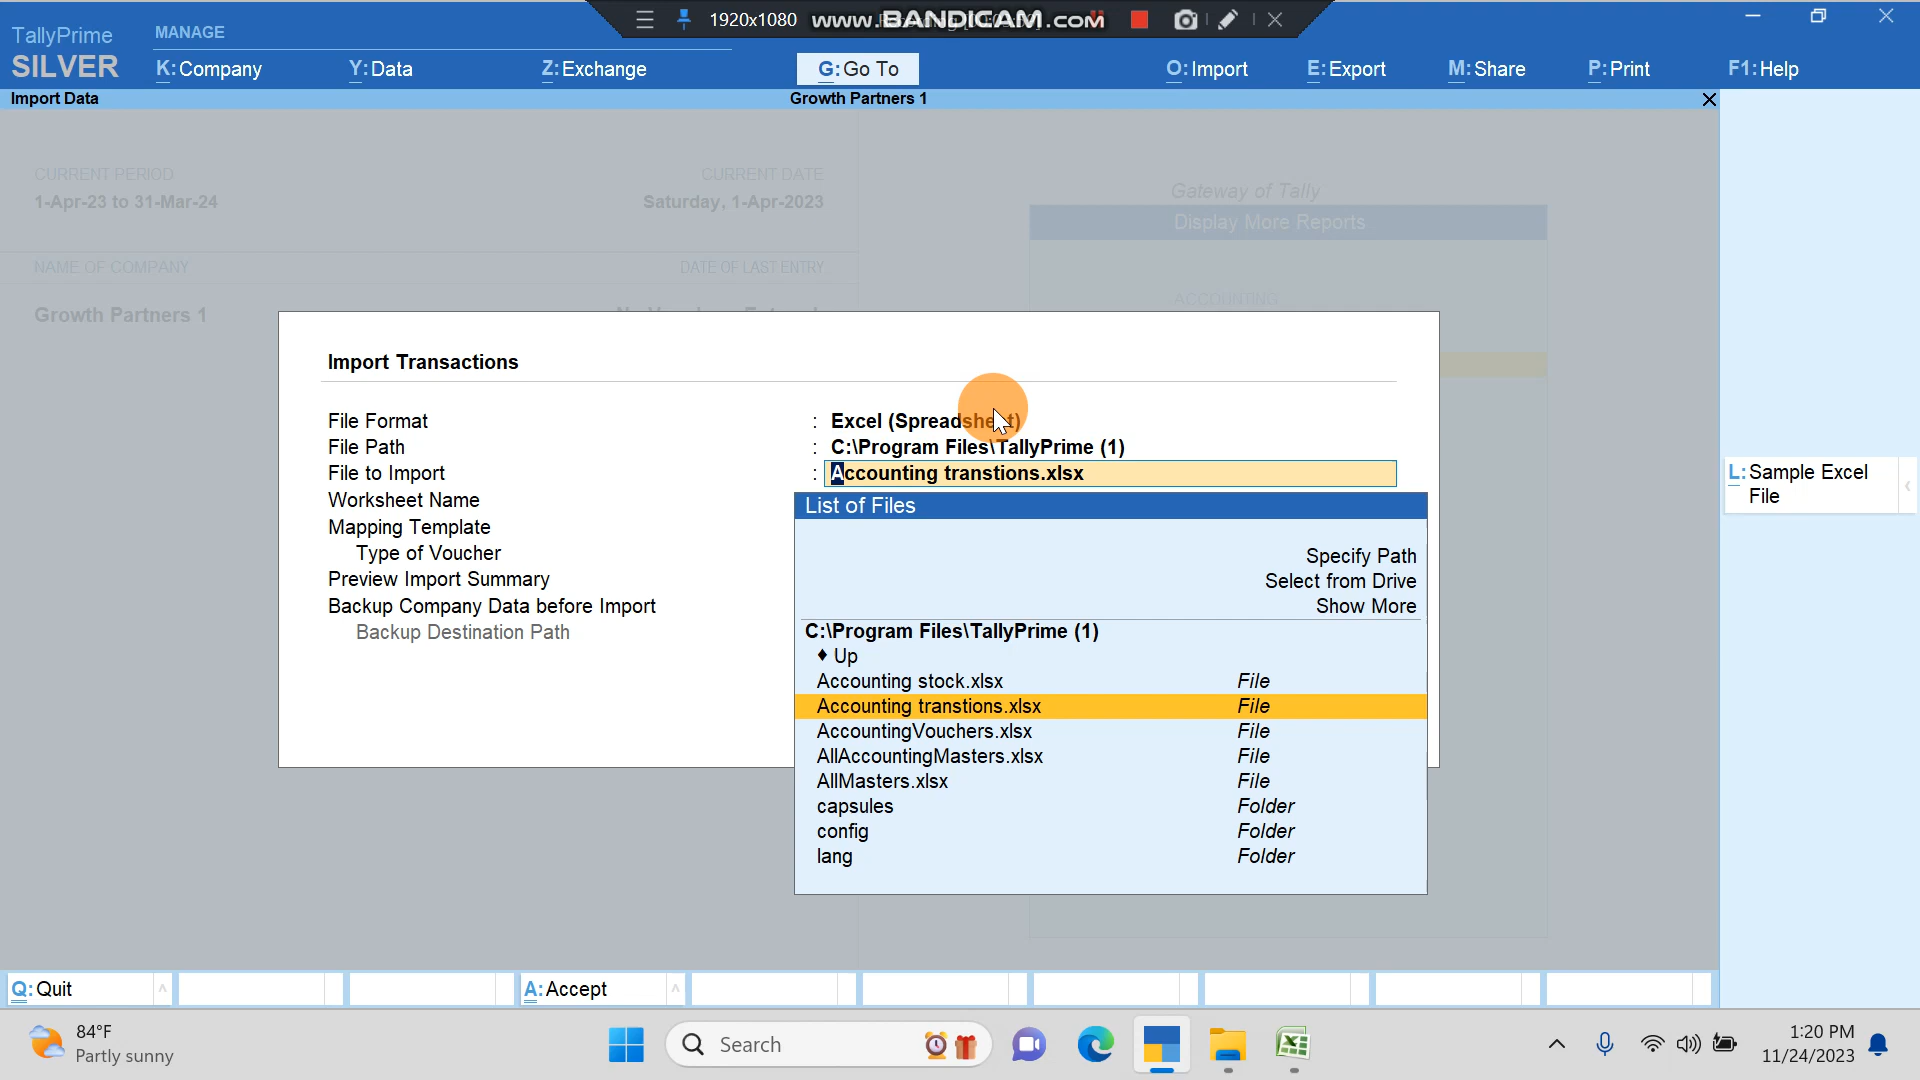 1920x1080 www.BANDICAM.com
TallyPrime
SILVER
MANAGE
K:Company Y:Data Z:Exchange G:Go To O:Import E:Export M:Share P:Print F1:Help
Import Data Growth Partners 1
CURRENT PERIOD CURRENT DATE
1-Apr-23 to 31-Mar-24 Saturday, 1-Apr-2023
Gateway of Tally
Display More Reports
NAME OF COMPANY DATE OF LAST ENTRY
ACCOUNTING
Growth Partners 1
Import Transactions
File Format : Excel (Spreadsheet)
File Path : C:\Program Files\TallyPrime (1)
File to Import : Accounting transtions.xlsx
Worksheet Name
Mapping Template
Type of Voucher
Preview Import Summary
Backup Company Data before Import
Backup Destination Path
List of Files
Specify Path
Select from Drive
Show More
C:\Program Files\TallyPrime (1)
♦ Up
Accounting stock.xlsx File
Accounting transtions.xlsx File
AccountingVouchers.xlsx File
AllAccountingMasters.xlsx File
AllMasters.xlsx File
capsules Folder
config Folder
lang Folder
L:Sample Excel
File
Q:Quit A:Accept
84°F
Partly sunny
Search
1:20 PM
11/24/2023